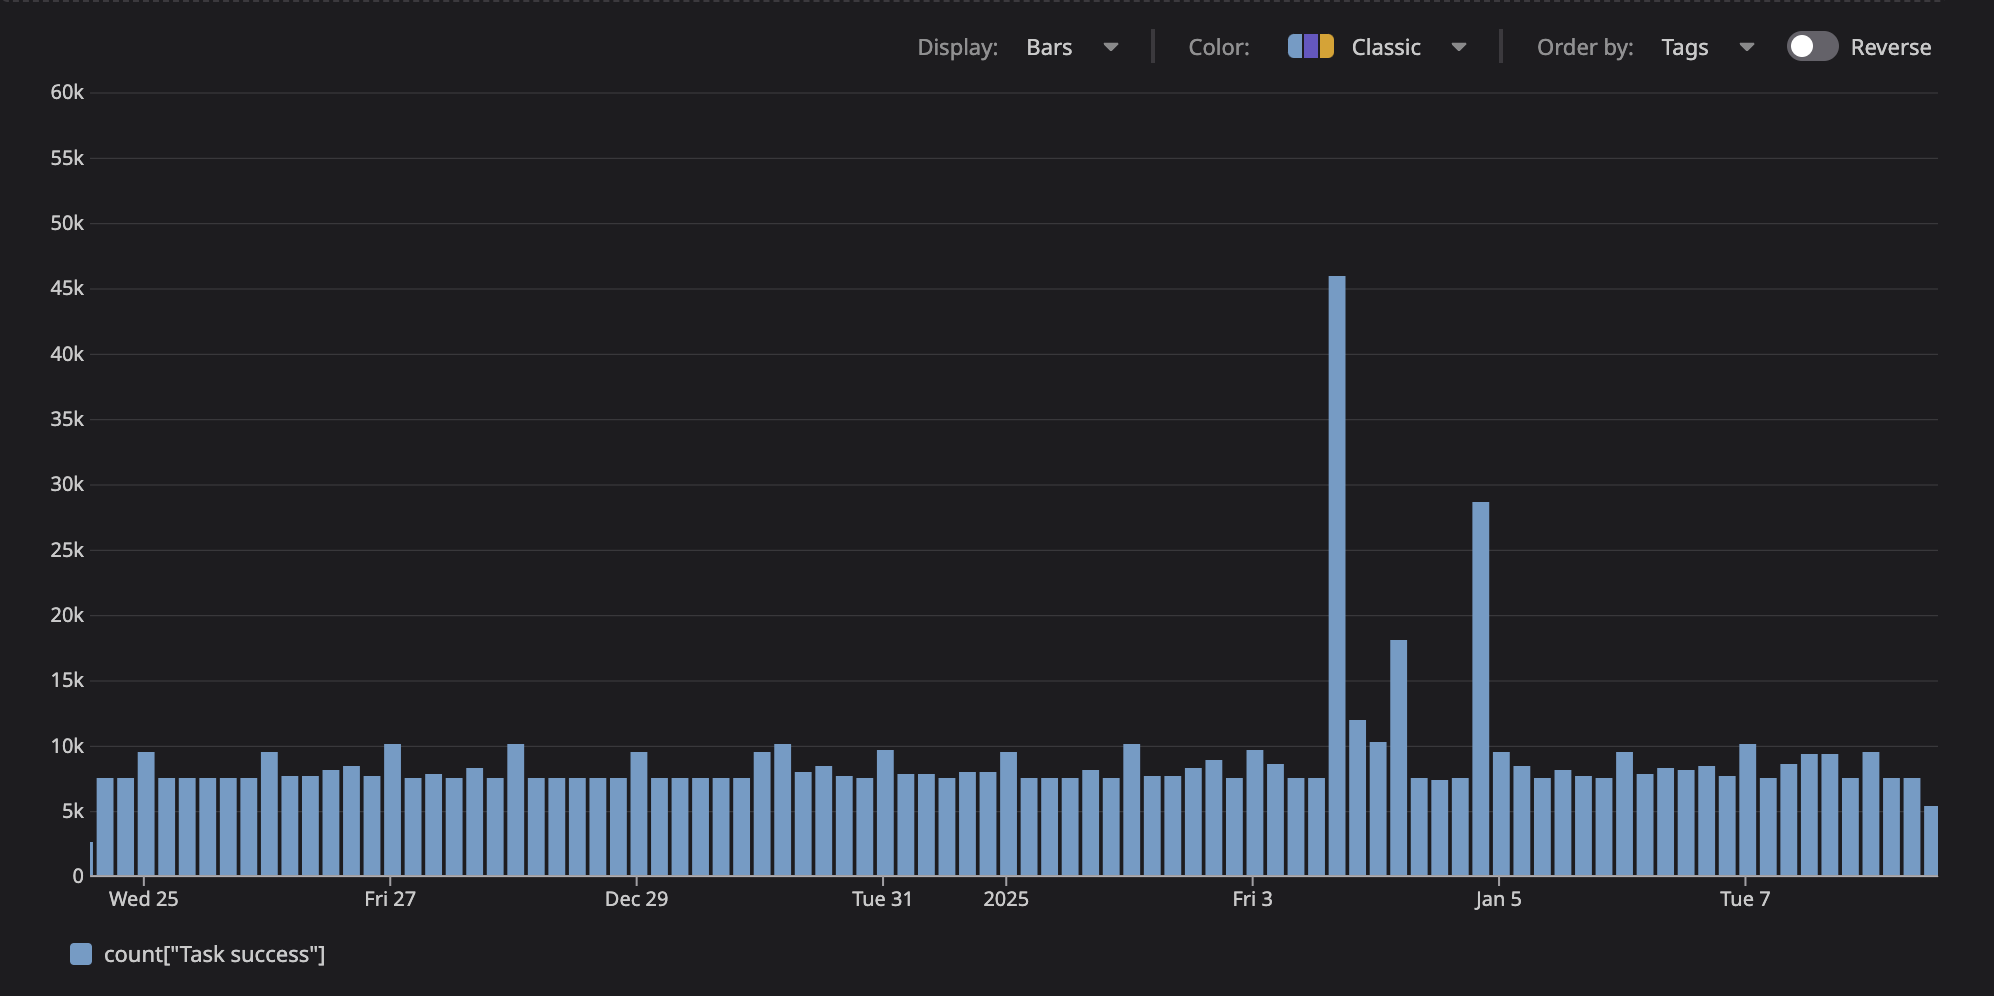 Display: Bars Color: Classic Order by: Tags Reverse
60k
55k
50k
45k
40k
35k
30k
25k
20k
15k
10k
5k
0
Wed 25 Fri 27 Dec 29 Tue 31 2025 Fri 3 Jan 5 Tue 7
count["Task success"]